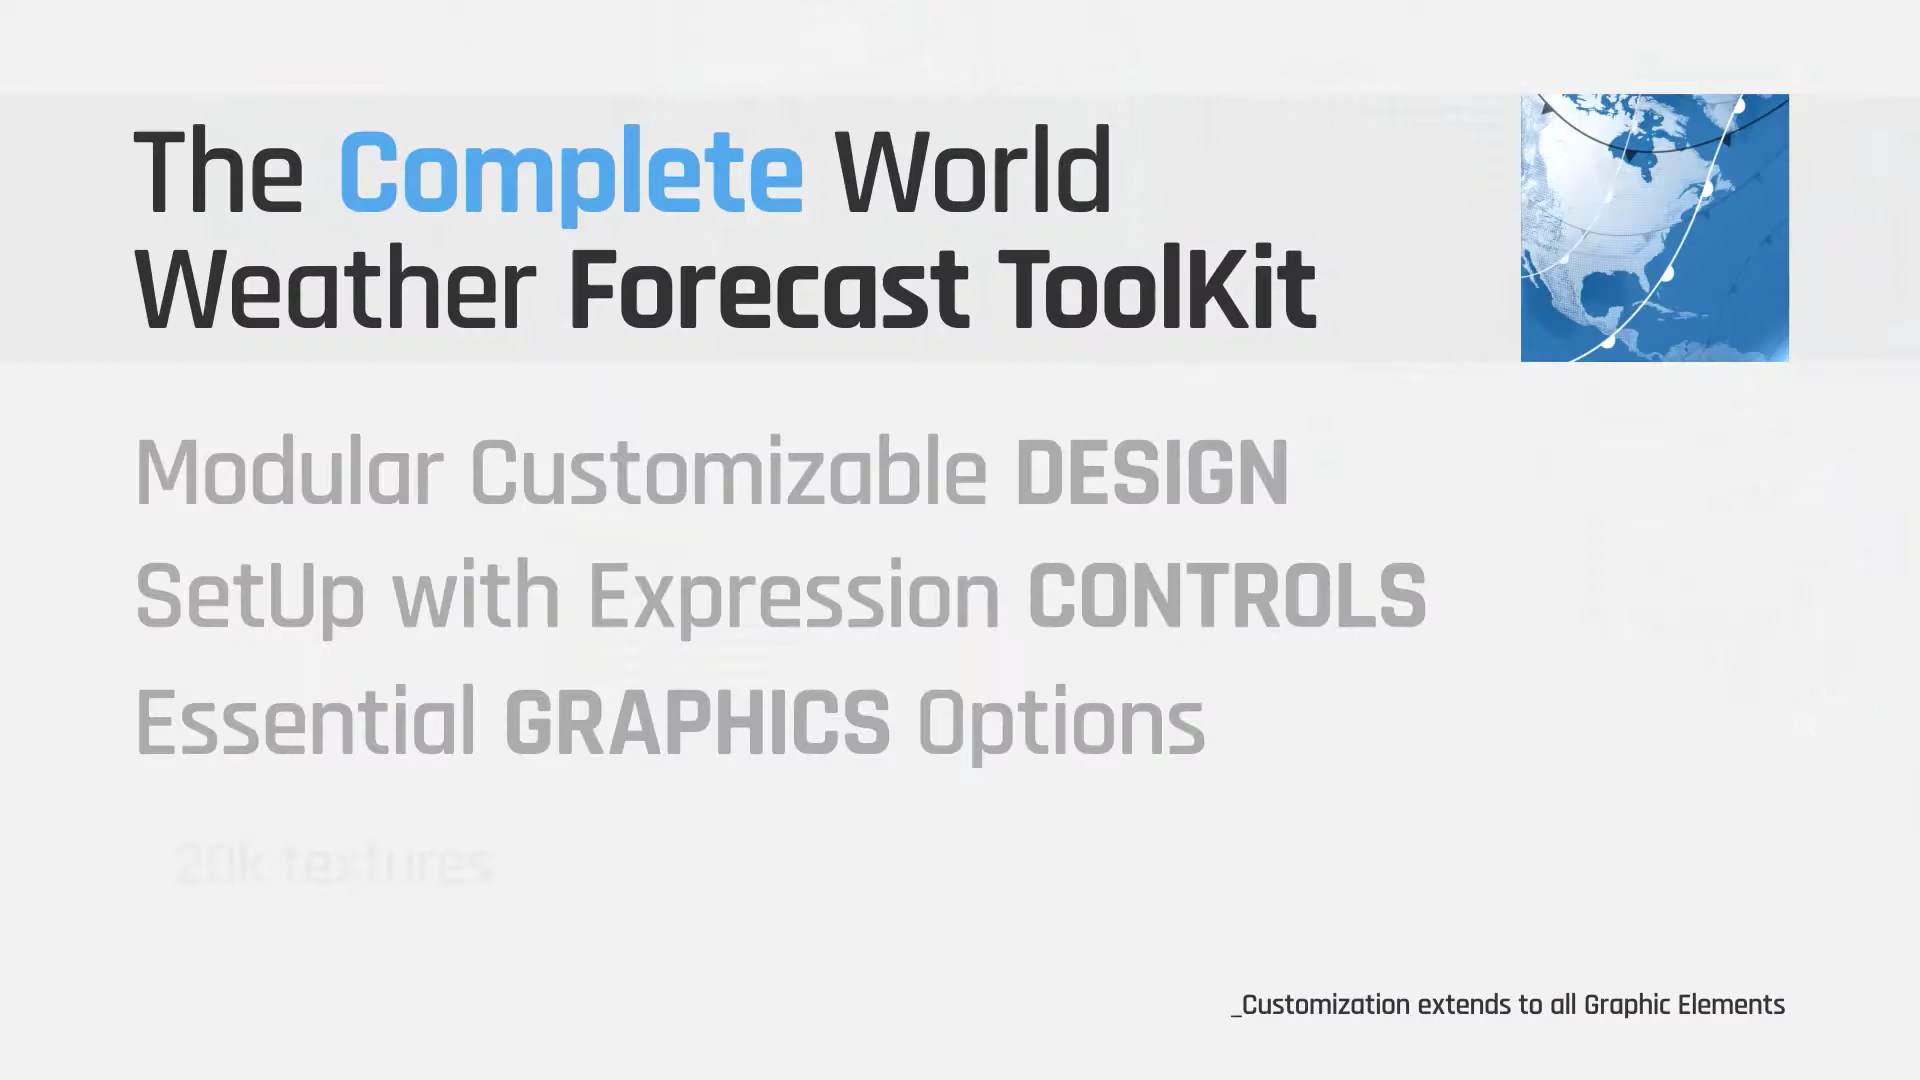 The Complete World
Weather Forecast ToolKit
Modular Customizable DESIGN
SetUp with Expression CONTROLS
Essential GRAPHICS Options
20k textures
_Customization extends to all Graphic Elements